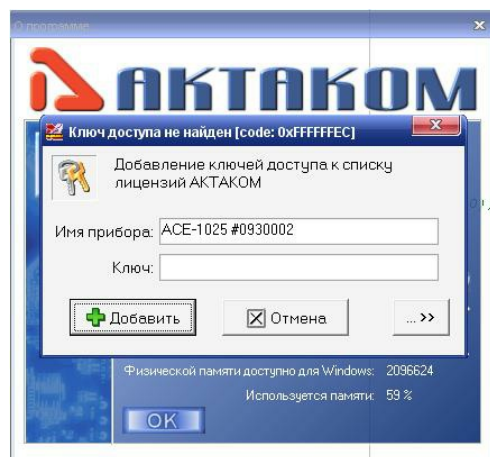 О программе
АКТАКОМ
Ключ доступа не найден [code: 0xFFFFFFEC]
Добавление ключей доступа к списку
лицензий АКТАКОМ
Имя прибора: ACE-1025 #0930002
Ключ:
Добавить Отмена ... >>
Физической памяти доступно для Windows: 2096624
Используется памяти: 59 %
OK